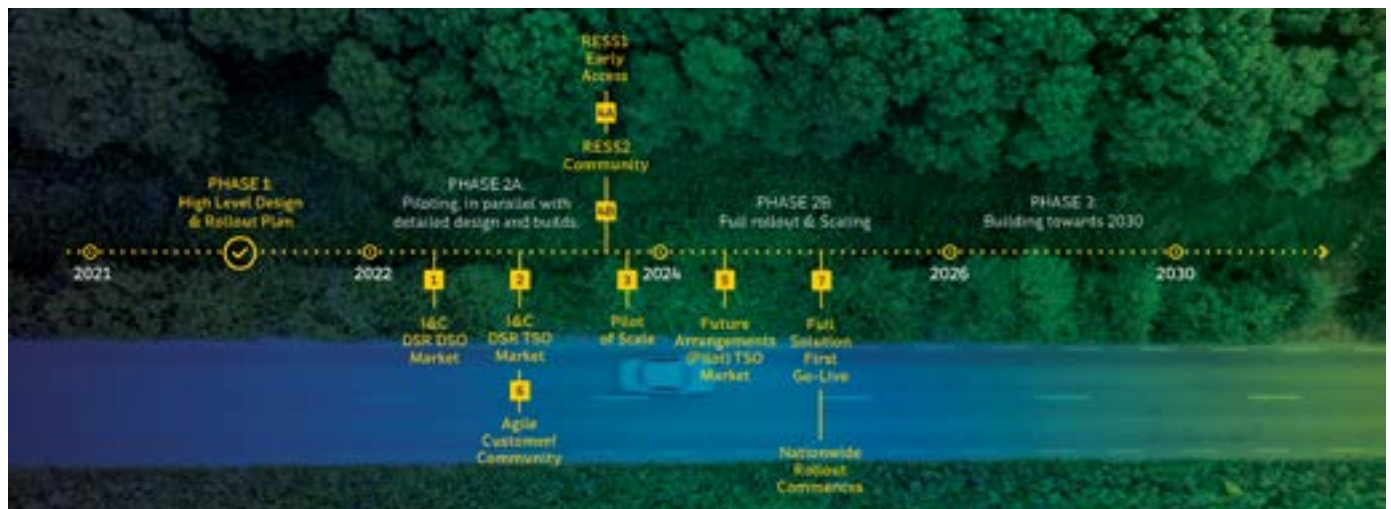 RESS1
Early
Access
4A
RESS2
Community
4B
PHASE 1:
High Level Design
& Rollout Plan
PHASE 2A:
Piloting, in parallel with
detailed design and builds.
PHASE 2B:
Full rollout & Scaling
PHASE 3:
Building towards 2030
2021
2022
2024
2026
2030
1
I&C
DSR DSO
Market
2
I&C
DSR TSO
Market
5
Agile
Customer/
Community
3
Pilot
of Scale
Future
Arrangements
(Pilot) TSO
Market
7
Full
Solution
First
Go-Live
Nationwide
Rollout
Commences